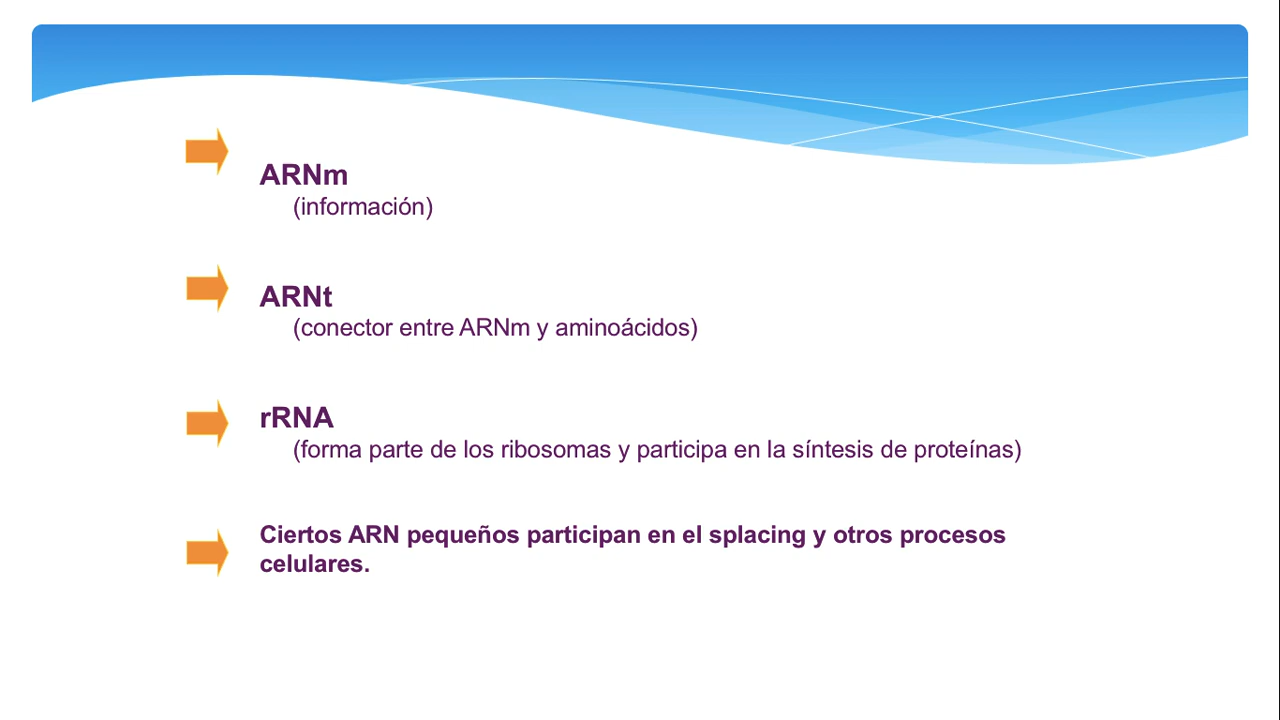 ARNm
(información)
ARNt
(conector entre ARNm y aminoácidos)
rRNA
(forma parte de los ribosomas y participa en la síntesis de proteínas)
Ciertos ARN pequeños participan en el splacing y otros procesos
celulares.